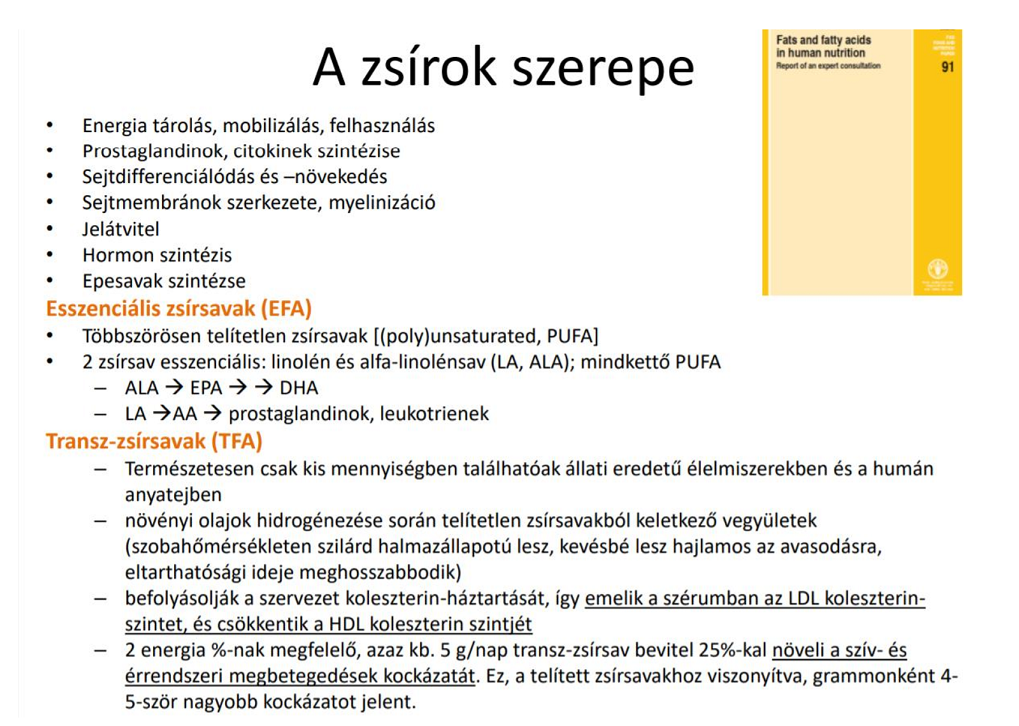 A zsírok szerepe
Fats and fatty acids
in human nutrition
Report of an expert consultation
91
• Energia tárolás, mobilizálás, felhasználás
• Prostaglandinok, citokinek szintézise
• Sejtdifferenciálódás és –növekedés
• Sejtmembránok szerkezete, myelinizáció
• Jelátvitel
• Hormon szintézis
• Epesavak szintézse
Esszenciális zsírsavak (EFA)
• Többszörösen telítetlen zsírsavak [(poly)unsaturated, PUFA]
• 2 zsírsav esszenciális: linolén és alfa-linolénsav (LA, ALA); mindkettő PUFA
– ALA → EPA → → DHA
– LA →AA → prostaglandinok, leukotrienek
Transz-zsírsavak (TFA)
– Természetesen csak kis mennyiségben találhatóak állati eredetű élelmiszerekben és a humán
anyatejben
– növényi olajok hidrogénezése során telítetlen zsírsavakból keletkező vegyületek
(szobahőmérsékleten szilárd halmazállapotú lesz, kevésbé lesz hajlamos az avasodásra,
eltarthatósági ideje meghosszabbodik)
– befolyásolják a szervezet koleszterin-háztartását, így emelik a szérumban az LDL koleszterin-
szintet, és csökkentik a HDL koleszterin szintjét
– 2 energia %-nak megfelelő, azaz kb. 5 g/nap transz-zsírsav bevitel 25%-kal növeli a szív- és
érrendszeri megbetegedések kockázatát. Ez, a telített zsírsavakhoz viszonyítva, grammonként 4-
5-ször nagyobb kockázatot jelent.